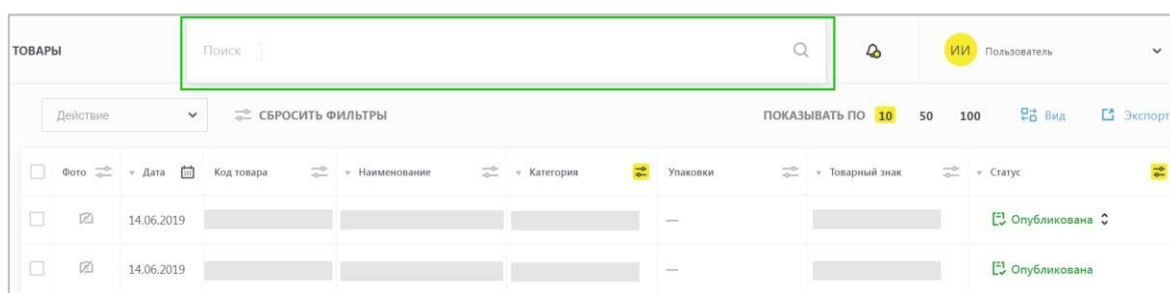 ТОВАРЫ Поиск ИИ Пользователь
Действие СБРОСИТЬ ФИЛЬТРЫ ПОКАЗЫВАТЬ ПО 10 50 100 Вид Экспорт
Фото Дата Код товара Наименование Категория Упаковки Товарный знак Статус
14.06.2019 — Опубликована
14.06.2019 — Опубликована